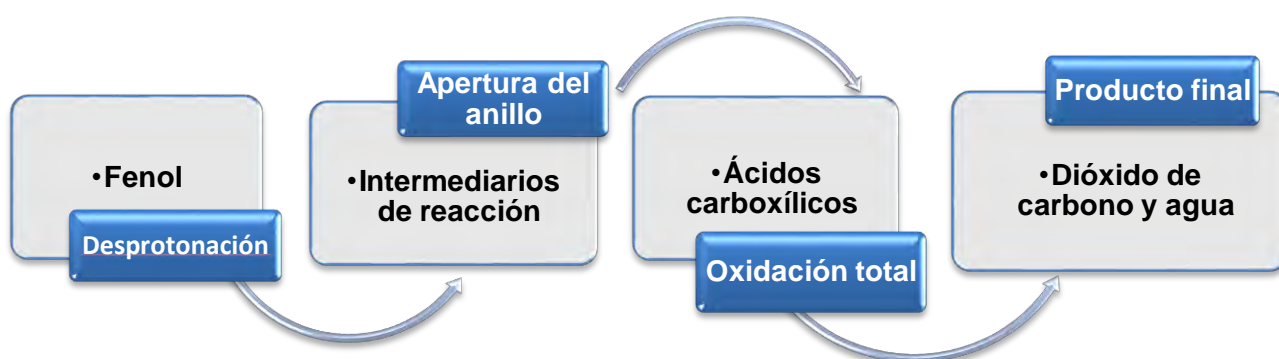 •Fenol
Desprotonación
Apertura del
anillo
•Intermediarios
de reacción
•Ácidos
carboxílicos
Oxidación total
Producto final
•Dióxido de
carbono y agua